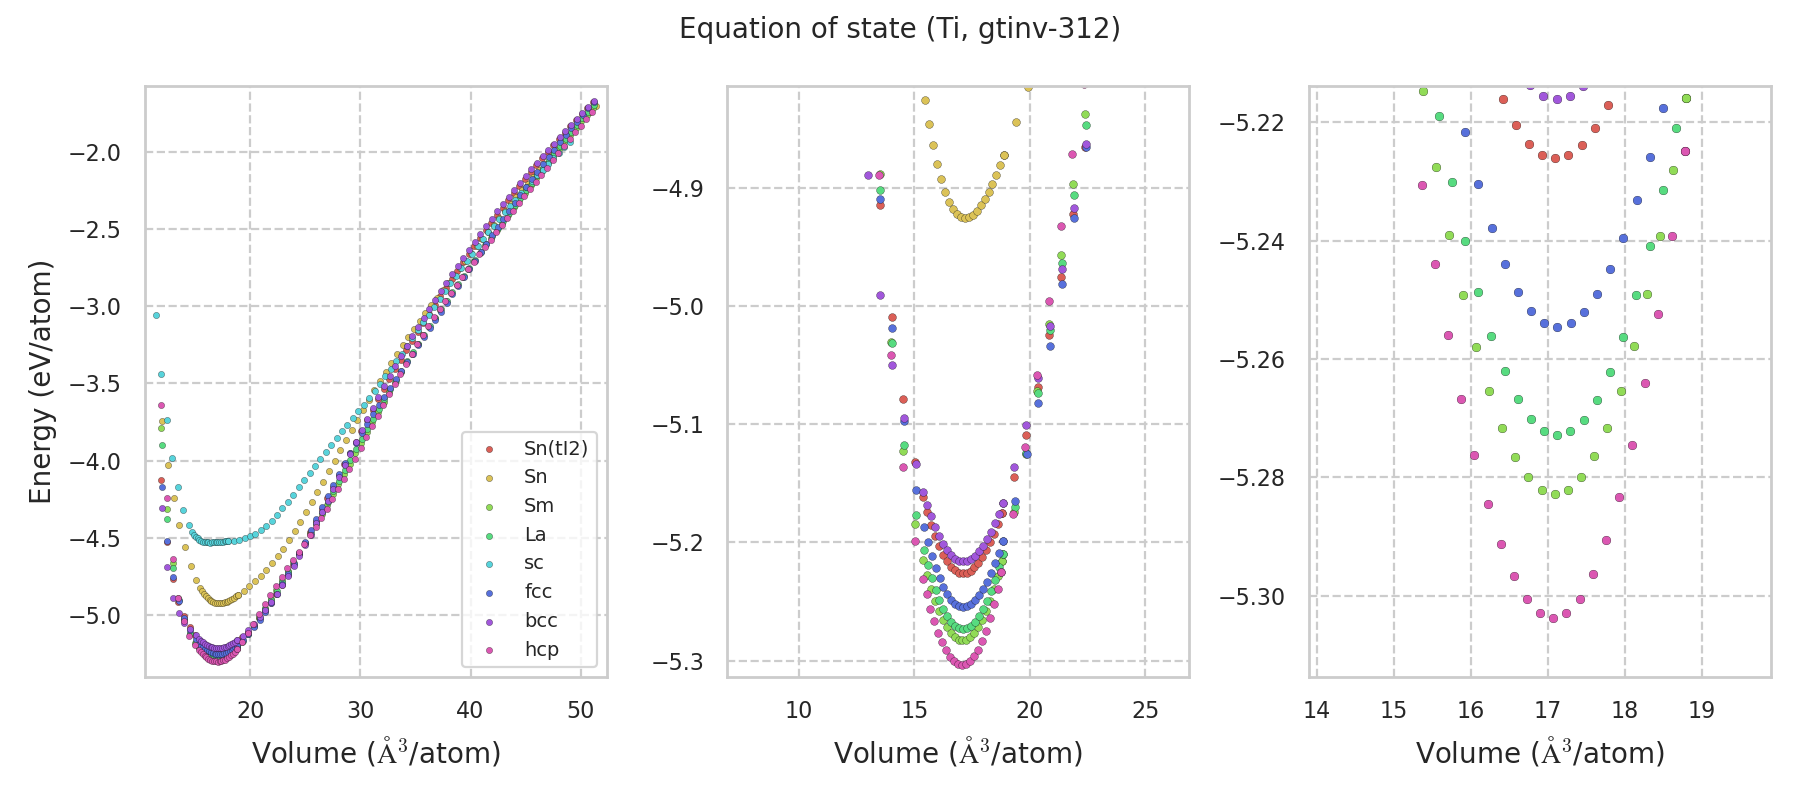 Equation of state (Ti, gtinv-312)
Energy (eV/atom)
−2.0
−2.5
−3.0
−3.5
−4.0
−4.5
−5.0
20 30 40 50
Volume (Å³/atom)
Sn(tI2)
Sn
Sm
La
sc
fcc
bcc
hcp
−4.9
−5.0
−5.1
−5.2
−5.3
10 15 20 25
Volume (Å³/atom)
−5.22
−5.24
−5.26
−5.28
−5.30
14 15 16 17 18 19
Volume (Å³/atom)